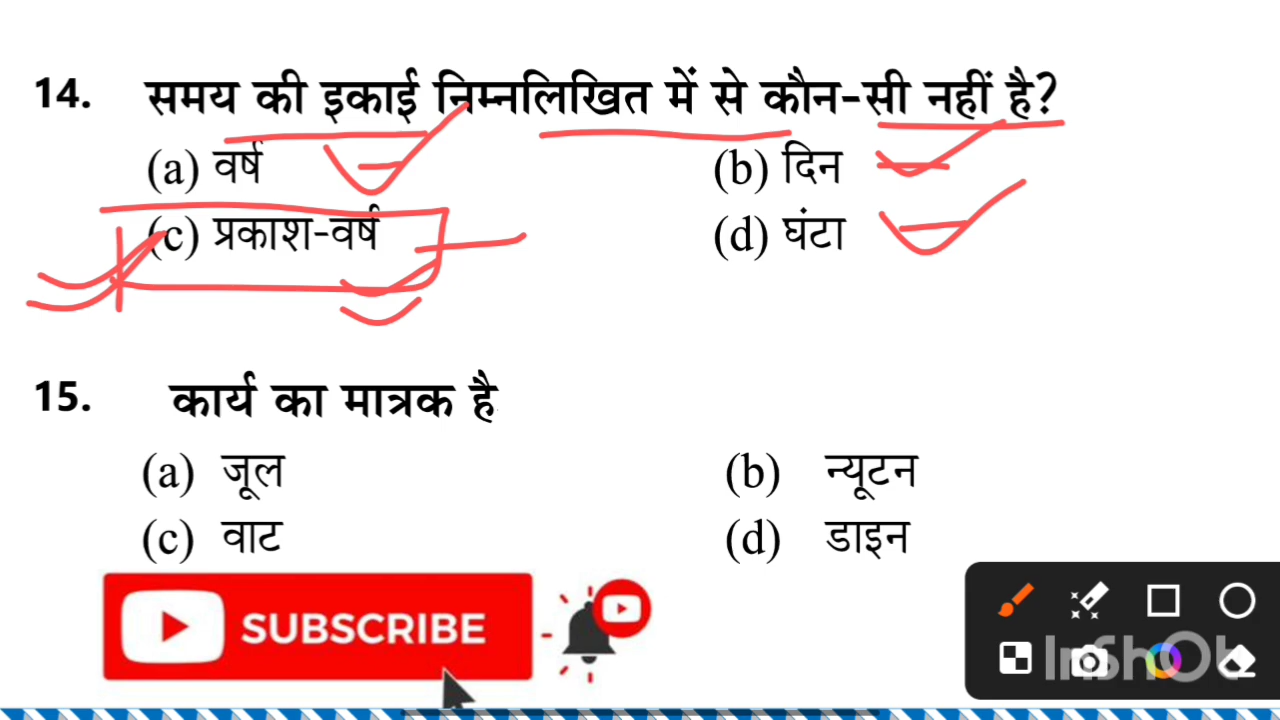 14. समय की इकाई निम्नलिखित में से कौन-सी नहीं है?
(a) वर्ष (b) दिन
(c) प्रकाश-वर्ष (d) घंटा
15. कार्य का मात्रक है
(a) जूल (b) न्यूटन
(c) वाट (d) डाइन
SUBSCRIBE
InShOt